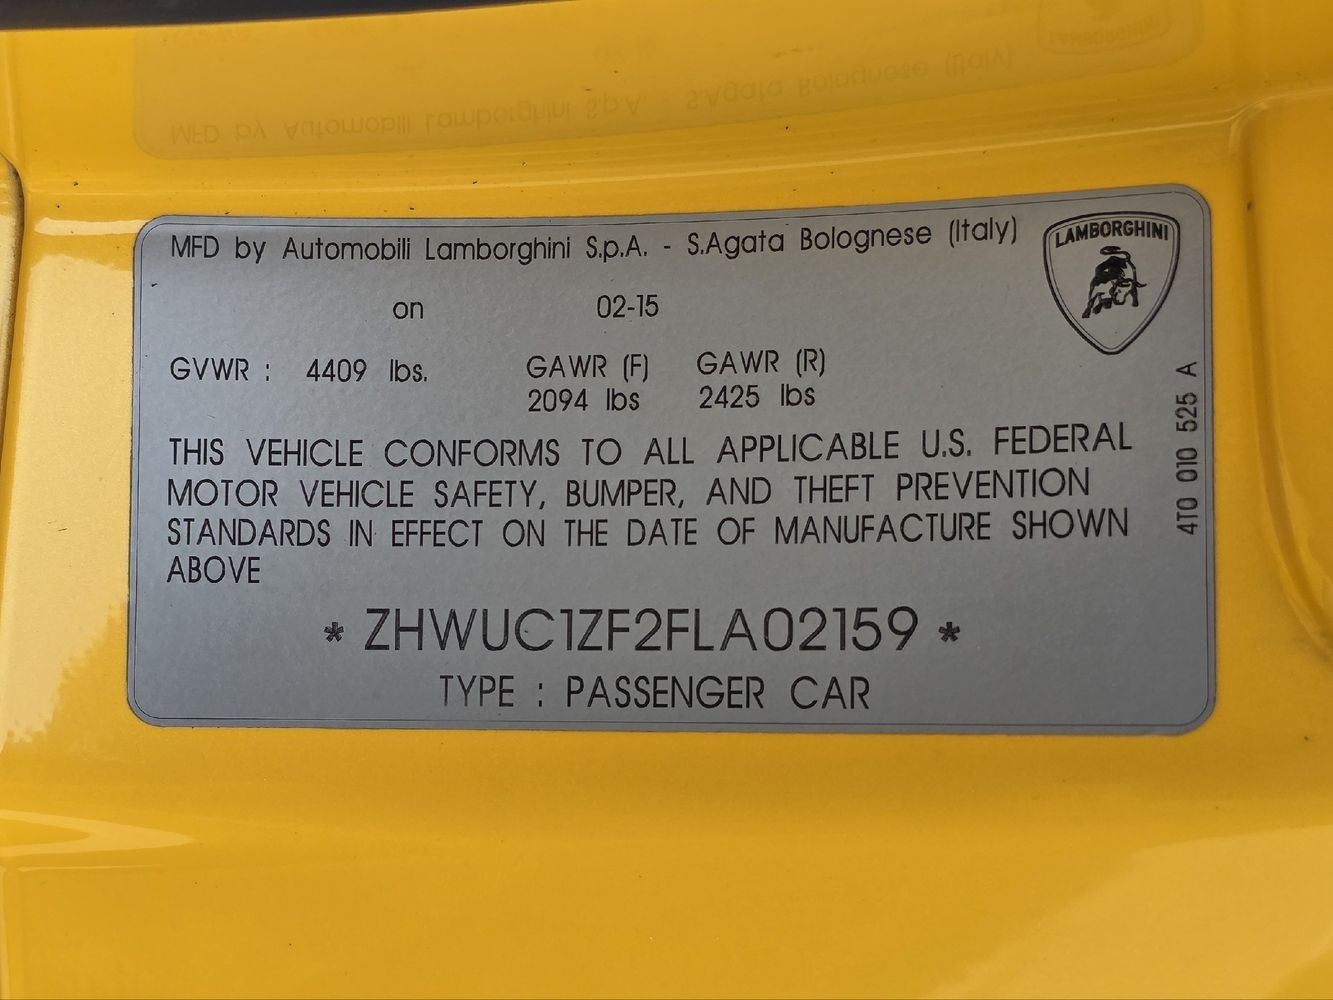 MFD by Automobili Lamborghini S.p.A. - S.Agata Bolognese (Italy)
LAMBORGHINI
on 02-15
GVWR : 4409 lbs. GAWR (F) GAWR (R)
2094 lbs 2425 lbs
THIS VEHICLE CONFORMS TO ALL APPLICABLE U.S. FEDERAL
MOTOR VEHICLE SAFETY, BUMPER, AND THEFT PREVENTION
STANDARDS IN EFFECT ON THE DATE OF MANUFACTURE SHOWN
ABOVE
* ZHWUC1ZF2FLA02159 *
TYPE : PASSENGER CAR
4T0 010 525 A